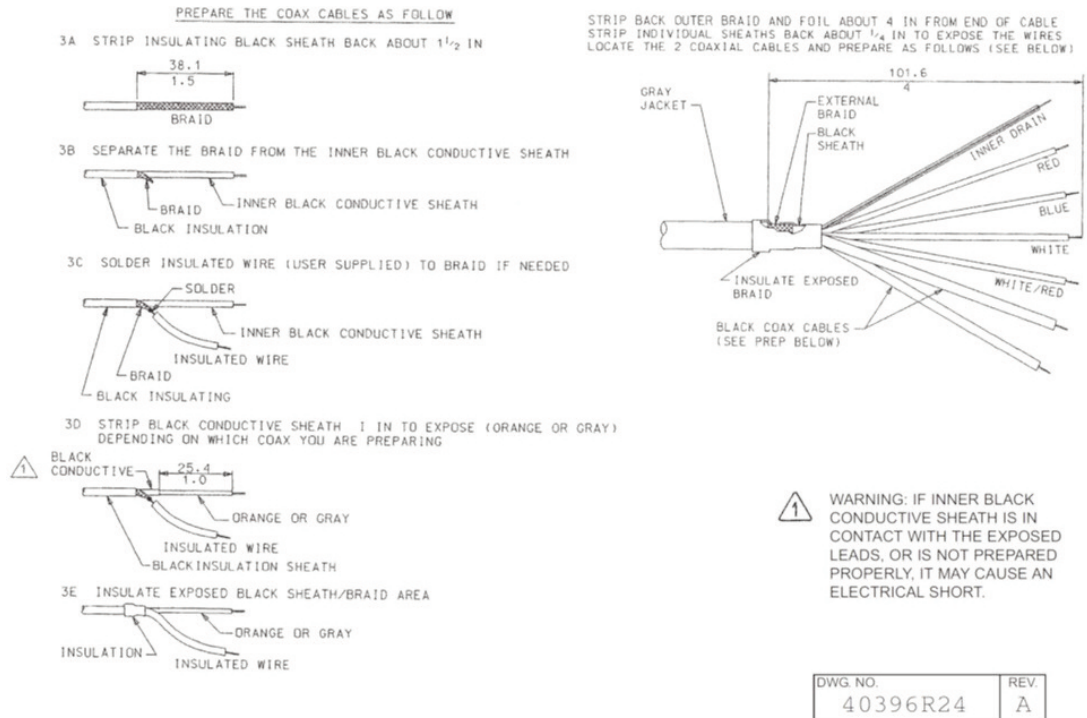 PREPARE THE COAX CABLES AS FOLLOW
3A STRIP INSULATING BLACK SHEATH BACK ABOUT 1 1/2 IN
38.1
1.5
BRAID
3B SEPARATE THE BRAID FROM THE INNER BLACK CONDUCTIVE SHEATH
BRAID
INNER BLACK CONDUCTIVE SHEATH
BLACK INSULATION
3C SOLDER INSULATED WIRE (USER SUPPLIED) TO BRAID IF NEEDED
SOLDER
INNER BLACK CONDUCTIVE SHEATH
INSULATED WIRE
BRAID
BLACK INSULATING
3D STRIP BLACK CONDUCTIVE SHEATH 1 IN TO EXPOSE (ORANGE OR GRAY)
DEPENDING ON WHICH COAX YOU ARE PREPARING
1
BLACK
CONDUCTIVE
25.4
1.0
ORANGE OR GRAY
INSULATED WIRE
BLACKINSULATION SHEATH
3E INSULATE EXPOSED BLACK SHEATH/BRAID AREA
ORANGE OR GRAY
INSULATION
INSULATED WIRE
STRIP BACK OUTER BRAID AND FOIL ABOUT 4 IN FROM END OF CABLE
STRIP INDIVIDUAL SHEATHS BACK ABOUT 1/4 IN TO EXPOSE THE WIRES
LOCATE THE 2 COAXIAL CABLES AND PREPARE AS FOLLOWS (SEE BELOW)
101.6
4
GRAY
JACKET
EXTERNAL
BRAID
BLACK
SHEATH
INNER DRAIN
RED
BLUE
WHITE
WHITE/RED
INSULATE EXPOSED
BRAID
BLACK COAX CABLES
(SEE PREP BELOW)
1
WARNING: IF INNER BLACK
CONDUCTIVE SHEATH IS IN
CONTACT WITH THE EXPOSED
LEADS, OR IS NOT PREPARED
PROPERLY, IT MAY CAUSE AN
ELECTRICAL SHORT.
DWG. NO.
40396R24
REV.
A